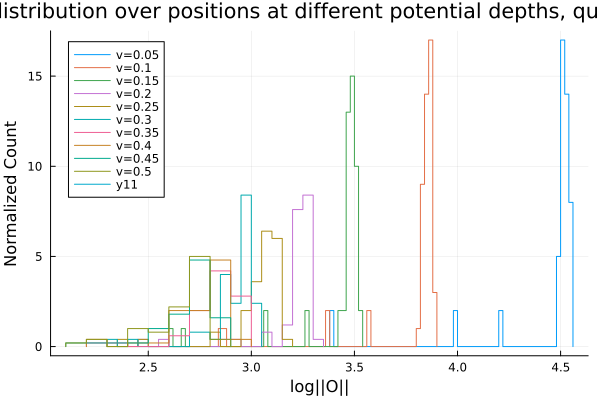 distribution over positions at different potential depths, qu
15
10
5
0
Normalized Count
v=0.05
v=0.1
v=0.15
v=0.2
v=0.25
v=0.3
v=0.35
v=0.4
v=0.45
v=0.5
y11
2.5 3.0 3.5 4.0 4.5
log||O||